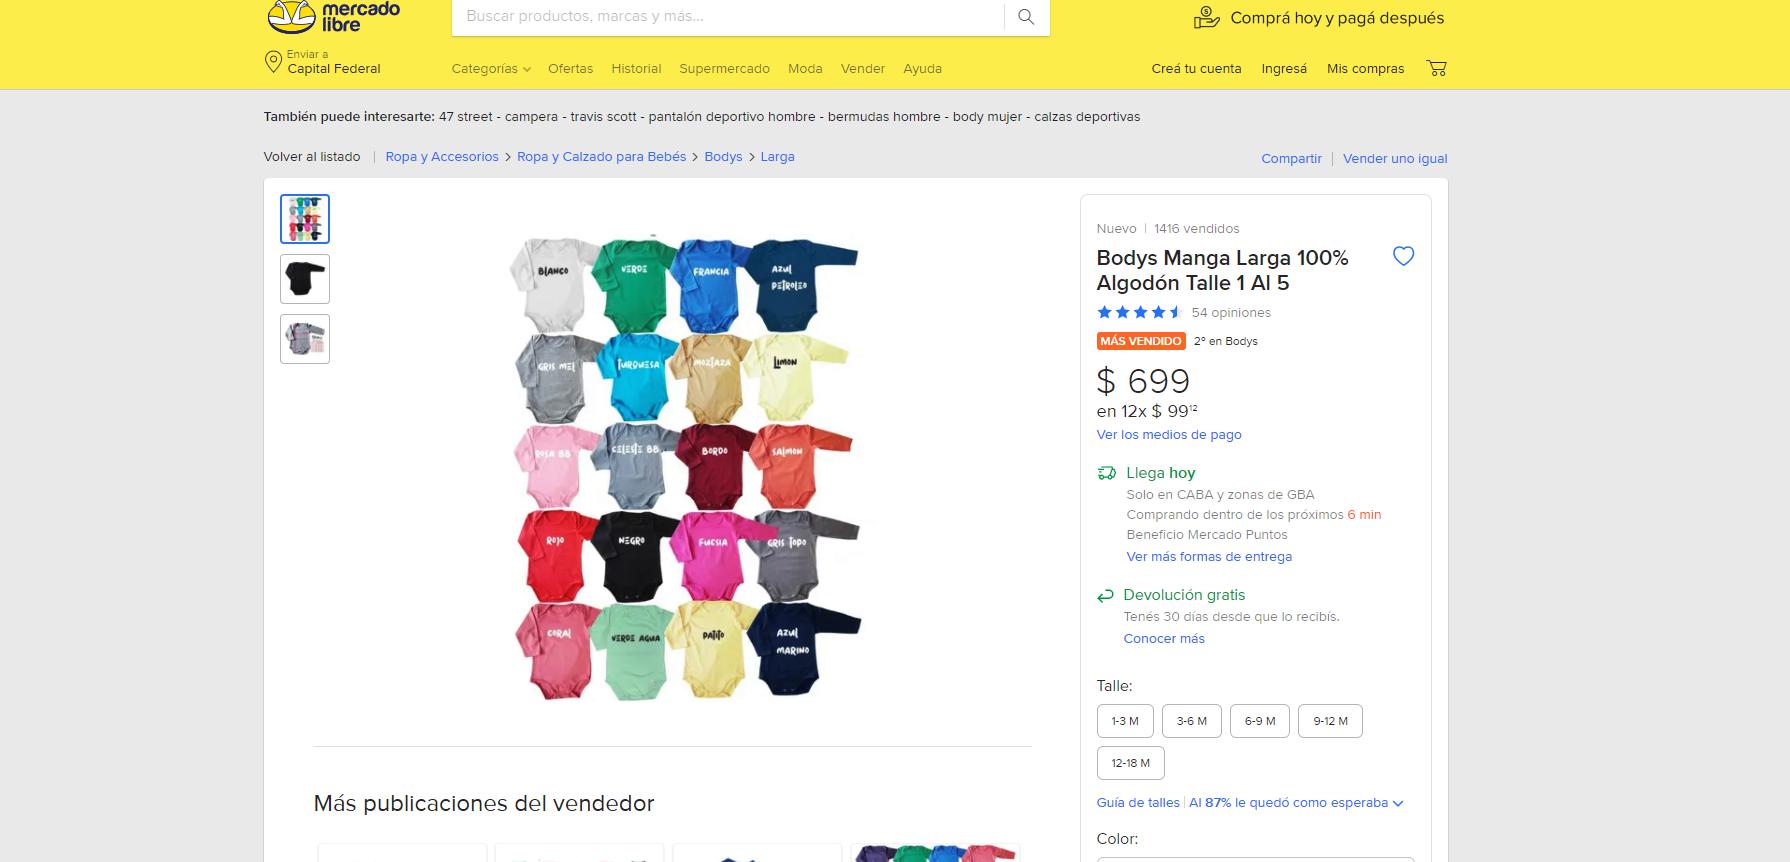 mercado
libre
Buscar productos, marcas y más...
Comprá hoy y pagá después
Enviar a
Capital Federal
Categorías
Ofertas
Historial
Supermercado
Moda
Vender
Ayuda
Creá tu cuenta
Ingresá
Mis compras
También puede interesarte: 47 street - campera - travis scott - pantalón deportivo hombre - bermudas hombre - body mujer - calzas deportivas
Volver al listado | Ropa y Accesorios > Ropa y Calzado para Bebés > Bodys > Larga
Compartir | Vender uno igual
BLANCO
VERDE
FRANCIA
AZUL
PETROLEO
GRIS MEL
TURQUESA
MOZTAZA
LIMON
ROSA BB
CELESTE BB
BORDO
SALMON
ROJO
NEGRO
FUCSIA
GRIS TOPO
CORAL
VERDE AGUA
PATITO
AZUL
MARINO
Más publicaciones del vendedor
Nuevo | 1416 vendidos
Bodys Manga Larga 100%
Algodón Talle 1 Al 5
54 opiniones
MÁS VENDIDO 2º en Bodys
$ 699
en 12x $ 99¹²
Ver los medios de pago
Llega hoy
Solo en CABA y zonas de GBA
Comprando dentro de los próximos 6 min
Beneficio Mercado Puntos
Ver más formas de entrega
Devolución gratis
Tenés 30 días desde que lo recibís.
Conocer más
Talle:
1-3 M
3-6 M
6-9 M
9-12 M
12-18 M
Guía de talles | Al 87% le quedó como esperaba
Color: